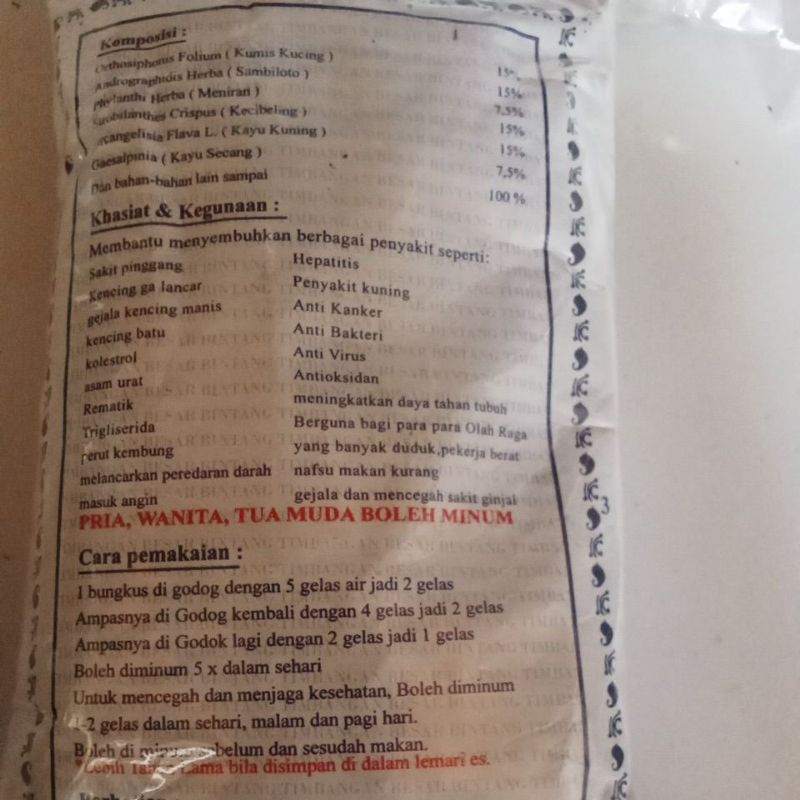 Komposisi :
Orthosiphonis Folium ( Kumis Kucing ) 15%
Andrographidis Herba ( Sambiloto ) 15%
Phylanthi Herba ( Meniran ) 7,5%
Crispus ( Kecibeling ) 15%
Flava L. ( Kayu Kuning ) 15%
Caesalpinia ( Kayu Secang ) 7,5%
Dan bahan-bahan lain sampai 100 %
Khasiat & Kegunaan :
Membantu menyembuhkan berbagai penyakit seperti:
Sakit pinggang
Kencing ga lancar
gejala kencing manis
kencing batu
kolestrol
asam urat
Rematik
Trigliserida
perut kembung
melancarkan peredaran darah
masuk angin
Hepatitis
Penyakit kuning
Anti Kanker
Anti Bakteri
Anti Virus
Antioksidan
meningkatkan daya tahan tubuh
Berguna bagi para para Olah Raga
yang banyak duduk,pekerja berat
nafsu makan kurang
gejala dan mencegah sakit ginjal
PRIA, WANITA, TUA MUDA BOLEH MINUM
Cara pemakaian :
1 bungkus di godog dengan 5 gelas air jadi 2 gelas
Ampasnya di Godog kembali dengan 4 gelas jadi 2 gelas
Ampasnya di Godok lagi dengan 2 gelas jadi 1 gelas
Boleh diminum 5 x dalam sehari
Untuk mencegah dan menjaga kesehatan, Boleh diminum
1-2 gelas dalam sehari, malam dan pagi hari.
Boleh di sebelum dan sesudah makan.
*Lebih Lama bila disimpan di dalam lemari es.